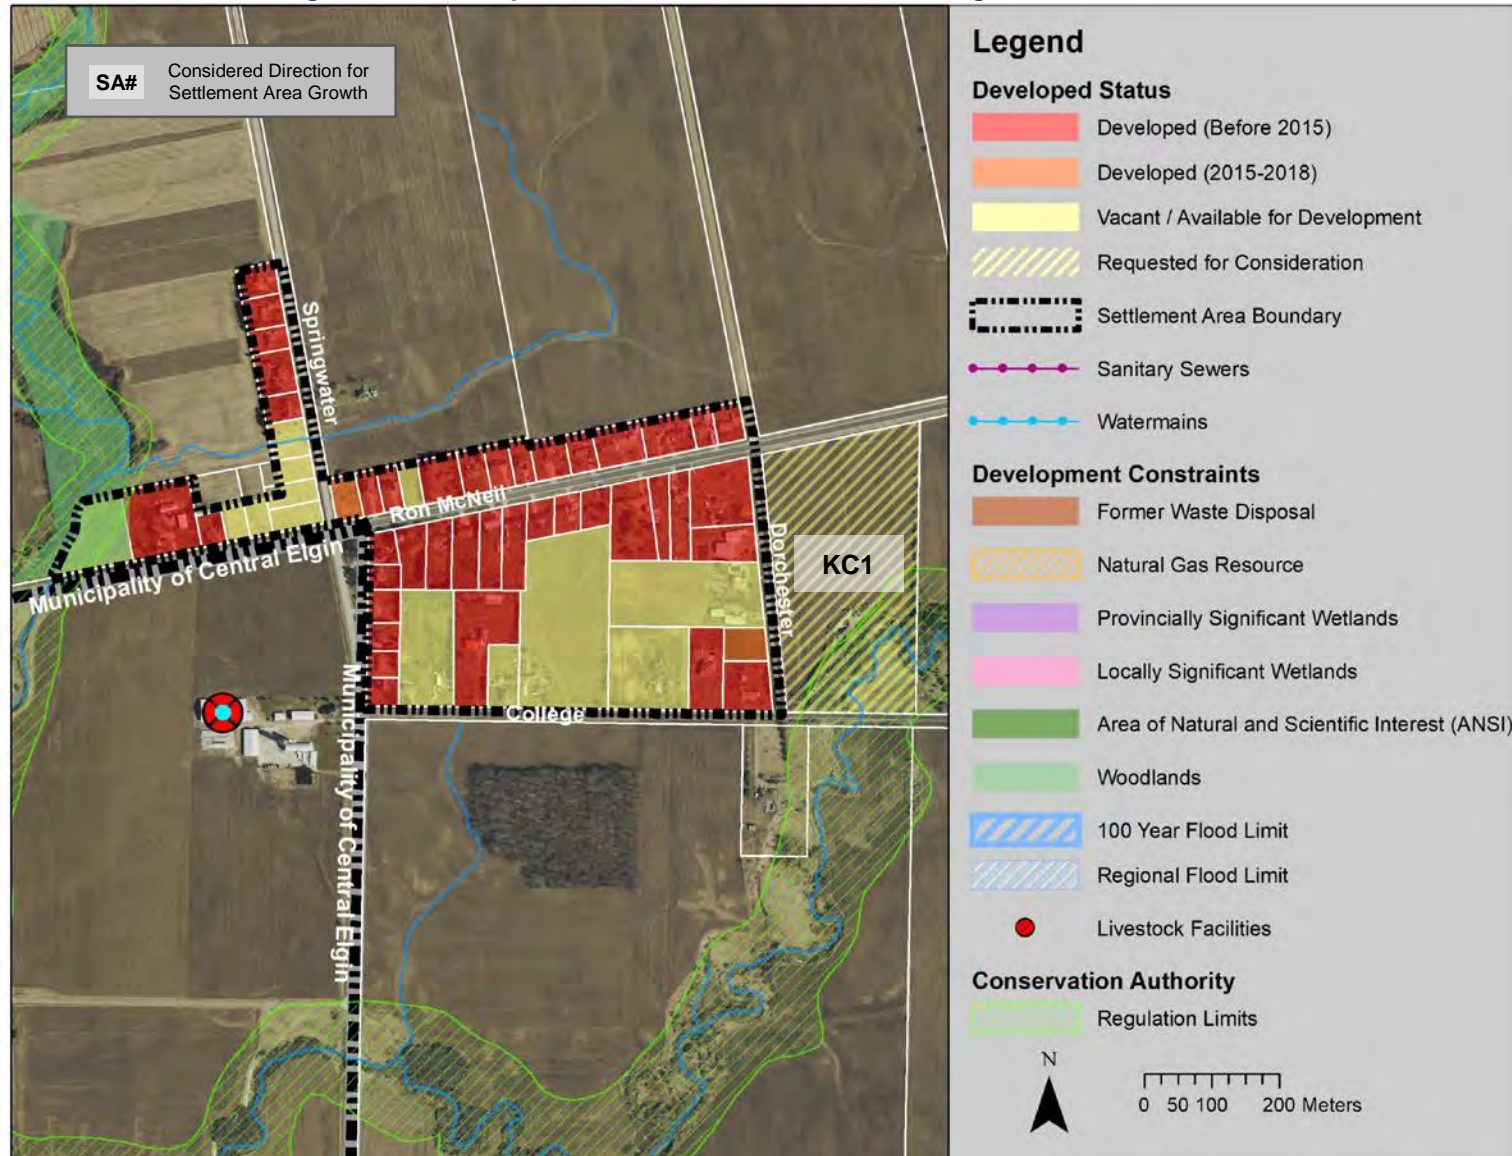 SA#
Considered Direction for
Settlement Area Growth
Springwater
Ron McNeil
Municipality of Central Elgin
Dorchester
KC1
College
Municipality of Central Elgin
Legend
Developed Status
Developed (Before 2015)
Developed (2015-2018)
Vacant / Available for Development
Requested for Consideration
Settlement Area Boundary
Sanitary Sewers
Watermains
Development Constraints
Former Waste Disposal
Natural Gas Resource
Provincially Significant Wetlands
Locally Significant Wetlands
Area of Natural and Scientific Interest (ANSI)
Woodlands
100 Year Flood Limit
Regional Flood Limit
Livestock Facilities
Conservation Authority
Regulation Limits
N
0 50 100 200 Meters